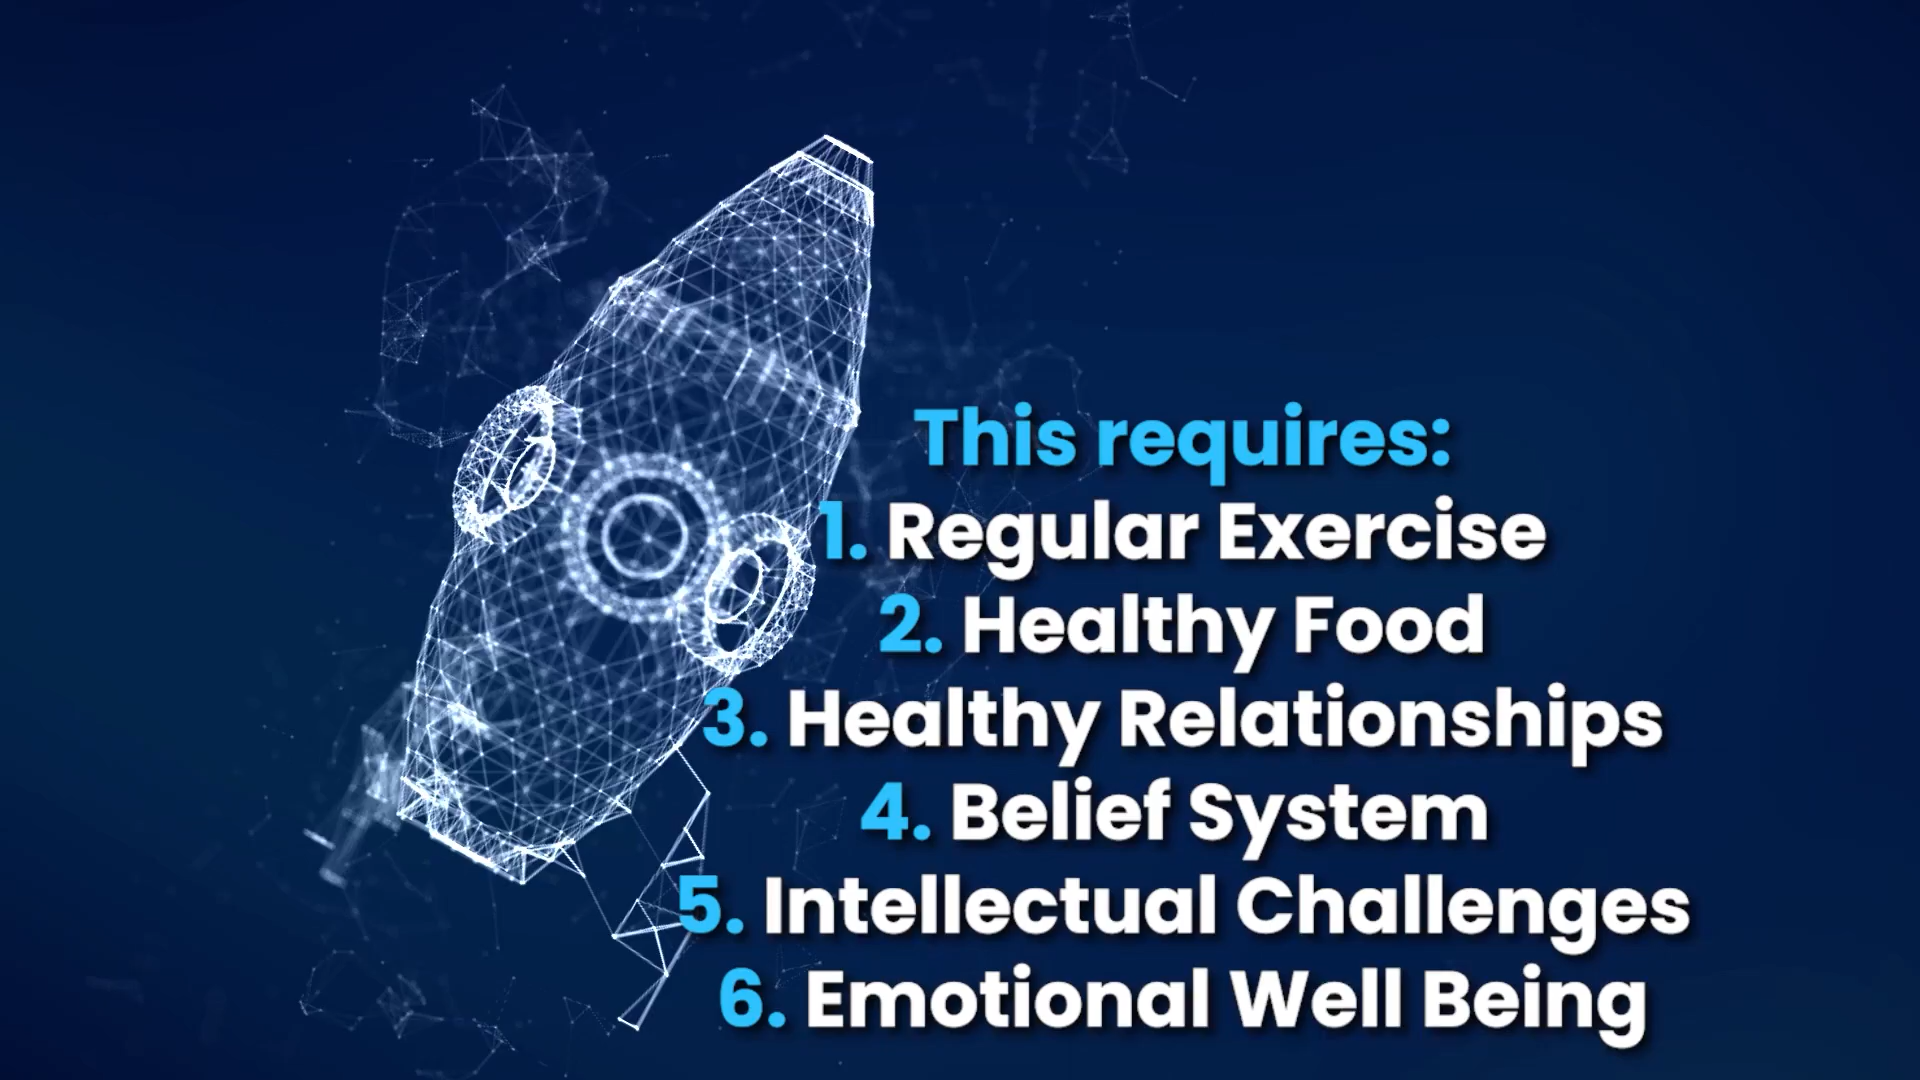 This requires:
1. Regular Exercise
2. Healthy Food
3. Healthy Relationships
4. Belief System
5. Intellectual Challenges
6. Emotional Well Being